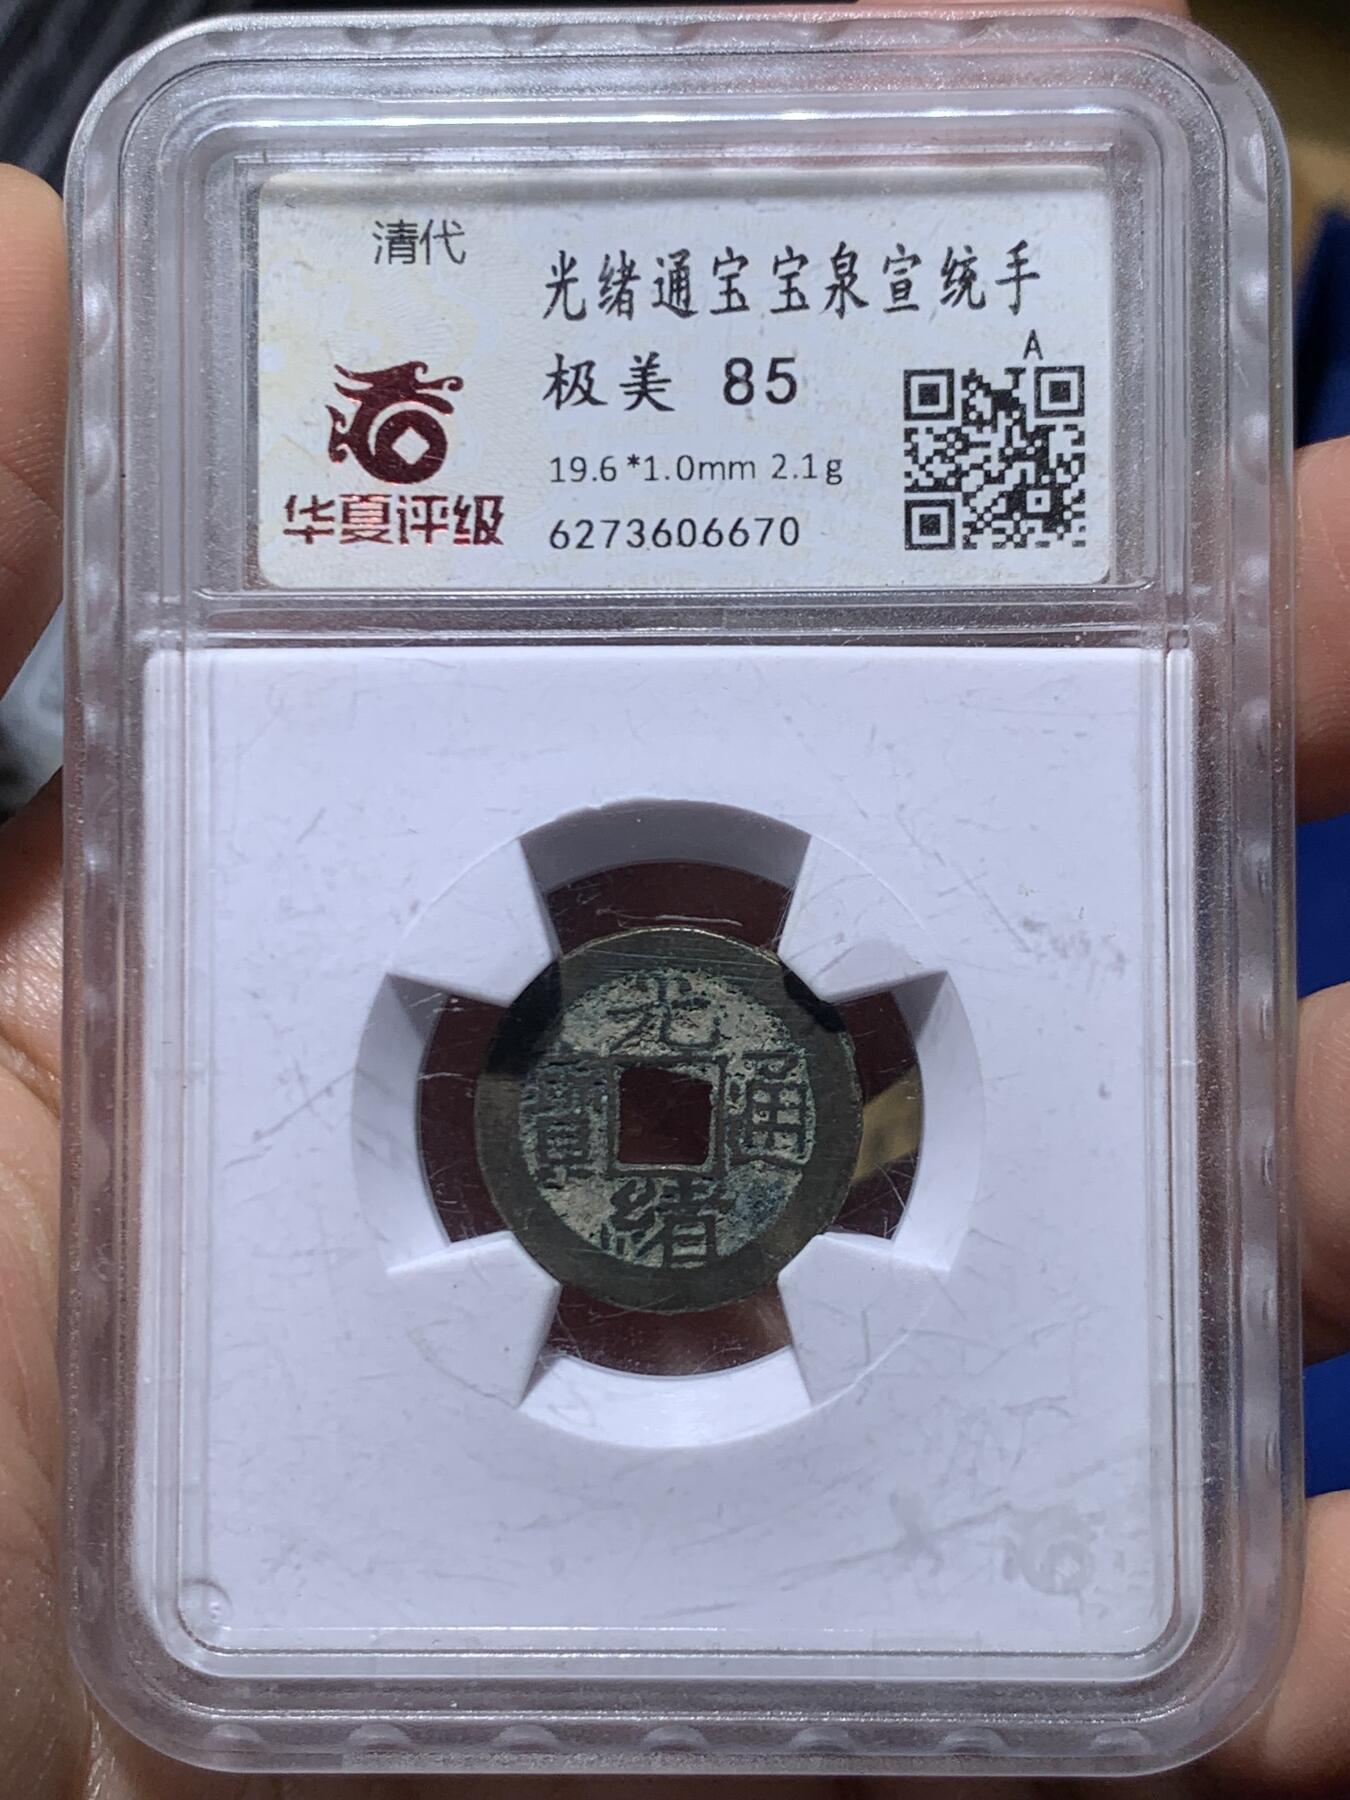 清代
华夏评级
光绪通宝宝泉宣统手
极美 85
A
19.6*1.0mm 2.1g
6273606670
光
寶 通
緒